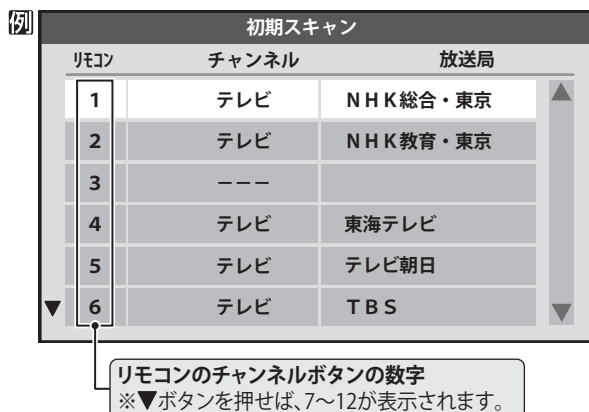 例
初期スキャン
リモコン チャンネル 放送局
1 テレビ NHK総合・東京
2 テレビ NHK教育・東京
3 −−−
4 テレビ 東海テレビ
5 テレビ テレビ朝日
6 テレビ TBS
リモコンのチャンネルボタンの数字
※▼ボタンを押せば、7〜12が表示されます。